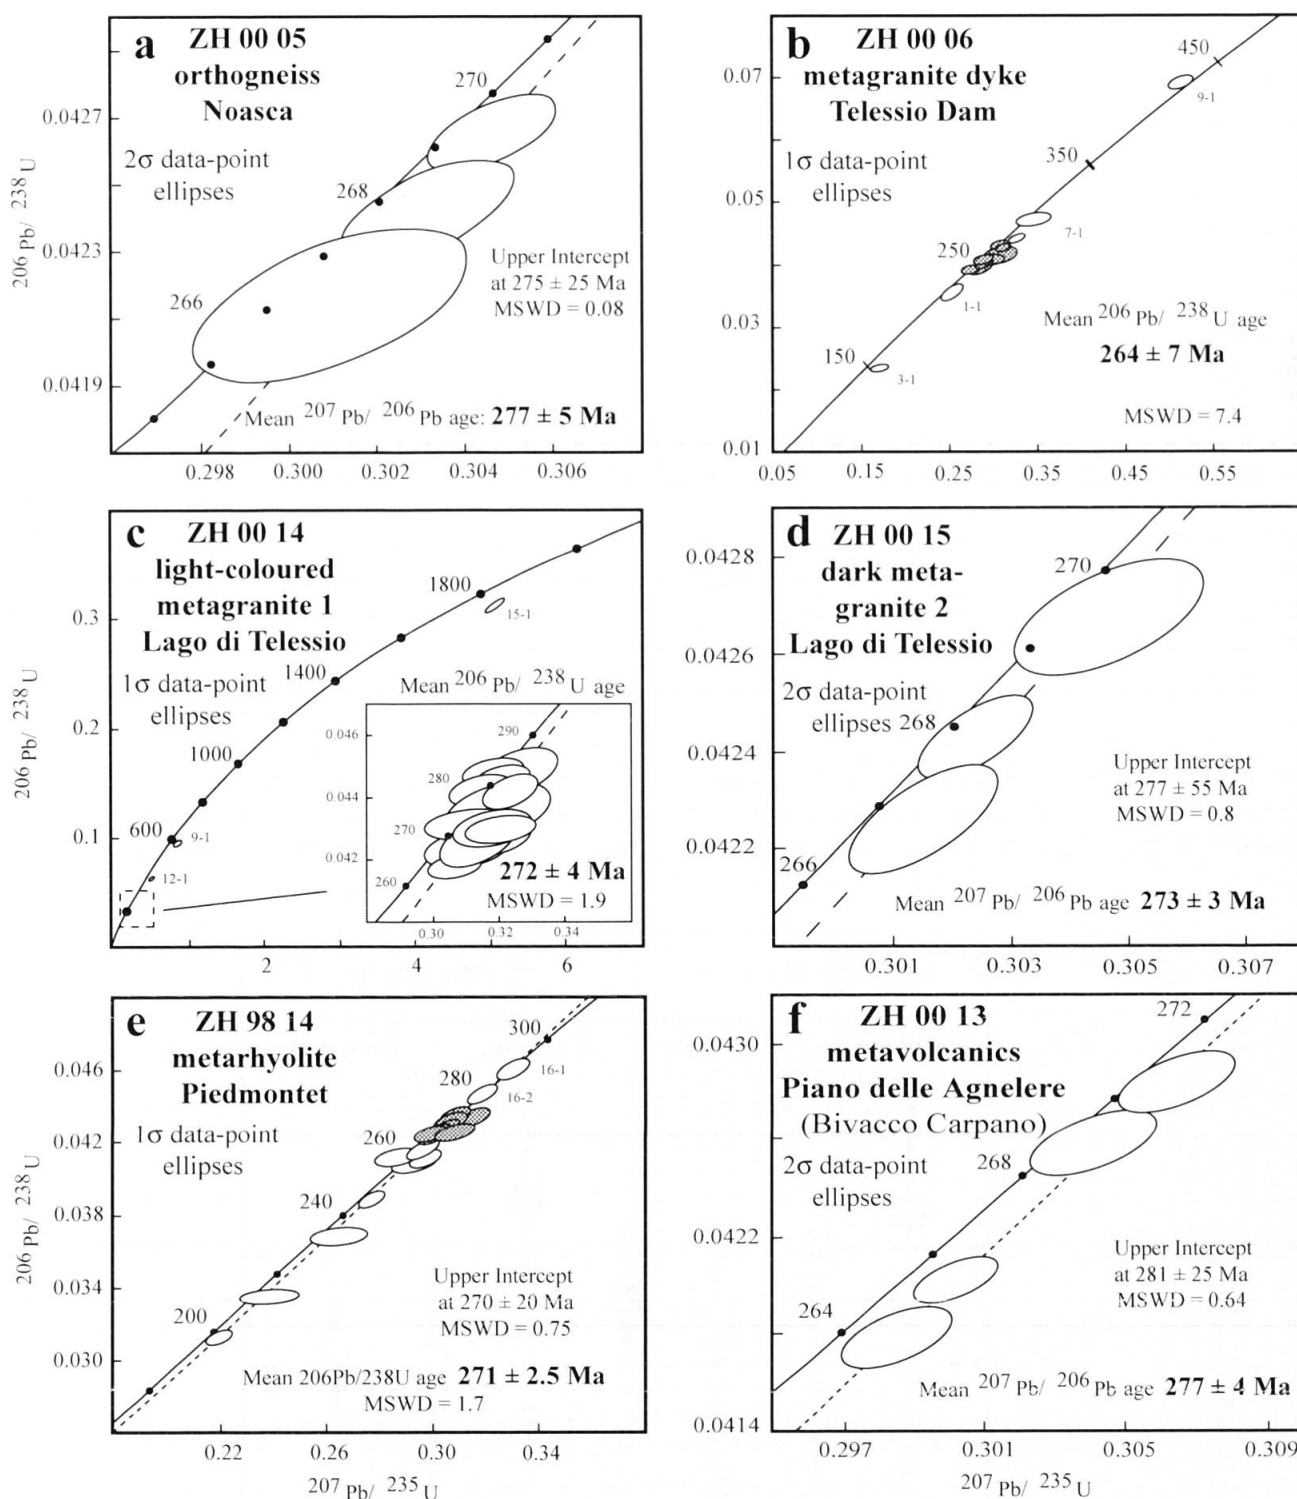 a
ZH 00 05
orthogneiss
Noasca
2σ data-point
ellipses
270
268
266
0.0427
0.0423
0.0419
206 Pb/ 238 U
Upper Intercept
at 275 ± 25 Ma
MSWD = 0.08
Mean 207 Pb/ 206 Pb age: 277 ± 5 Ma
0.298 0.300 0.302 0.304 0.306
b
ZH 00 06
metagranite dyke
Telessio Dam
1σ data-point
ellipses
450
9-1
350
7-1
250
1-1
150
3-1
0.07
0.05
0.03
0.01
Mean 206 Pb/ 238 U age
264 ± 7 Ma
MSWD = 7.4
0.05 0.15 0.25 0.35 0.45 0.55
c
ZH 00 14
light-coloured
metagranite 1
Lago di Telessio
1σ data-point
ellipses
1800
15-1
1400
1000
600
9-1
12-1
0.3
0.2
0.1
206 Pb/ 238 U
Mean 206 Pb/ 238 U age
0.046
0.044
0.042
290
280
270
260
272 ± 4 Ma
MSWD = 1.9
0.30 0.32 0.34
2 4 6
d
ZH 00 15
dark meta-
granite 2
Lago di Telessio
2σ data-point
ellipses
270
268
266
0.0428
0.0426
0.0424
0.0422
Upper Intercept
at 277 ± 55 Ma
MSWD = 0.8
Mean 207 Pb/ 206 Pb age 273 ± 3 Ma
0.301 0.303 0.305 0.307
e
ZH 98 14
metarhyolite
Piedmontet
1σ data-point
ellipses
300
16-1
280
16-2
260
240
200
0.046
0.042
0.038
0.034
0.030
206 Pb/ 238 U
Upper Intercept
at 270 ± 20 Ma
MSWD = 0.75
Mean 206Pb/238U age 271 ± 2.5 Ma
MSWD = 1.7
0.22 0.26 0.30 0.34
207 Pb/ 235 U
f
ZH 00 13
metavolcanics
Piano delle Agnelere
(Bivacco Carpano)
2σ data-point
ellipses
272
268
264
0.0430
0.0422
0.0414
Upper Intercept
at 281 ± 25 Ma
MSWD = 0.64
Mean 207 Pb/ 206 Pb age 277 ± 4 Ma
0.297 0.301 0.305 0.309
207 Pb/ 235 U